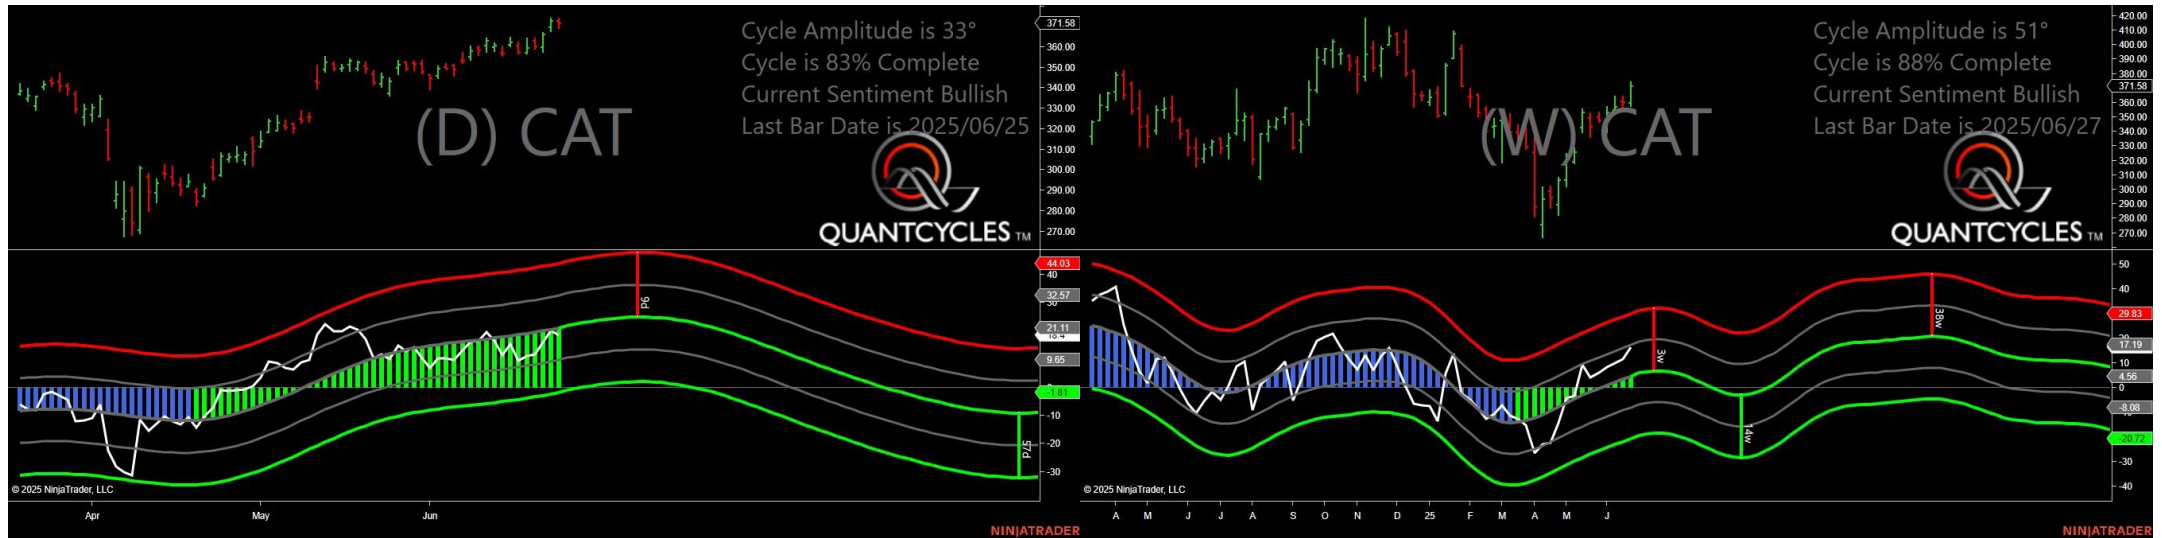 Cycle Amplitude is 33°
Cycle is 83% Complete
Current Sentiment Bullish
Last Bar Date is 2025/06/25
(D) CAT
QUANTCYCLES TM
371.58
360.00
350.00
340.00
330.00
320.00
310.00
300.00
290.00
280.00
270.00
44.03
40
32.57
30
21.11
18.4
9.65
-1.81
-10
-20
-30
9d
57d
© 2025 NinjaTrader, LLC
Apr
May
Jun
NINJATRADER
Cycle Amplitude is 51°
Cycle is 88% Complete
Current Sentiment Bullish
Last Bar Date is 2025/06/27
(W) CAT
QUANTCYCLES TM
420.00
410.00
400.00
390.00
380.00
371.58
360.00
350.00
340.00
330.00
320.00
310.00
300.00
290.00
280.00
270.00
50
40
29.83
20
17.19
10
4.56
0
-8.08
-20.72
-30
-40
3w
14w
38w
© 2025 NinjaTrader, LLC
A M J J A S O N D 25 F M A M J
NINJATRADER